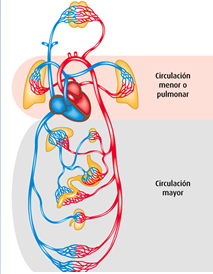 Circulación
menor o
pulmonar
Circulación
mayor